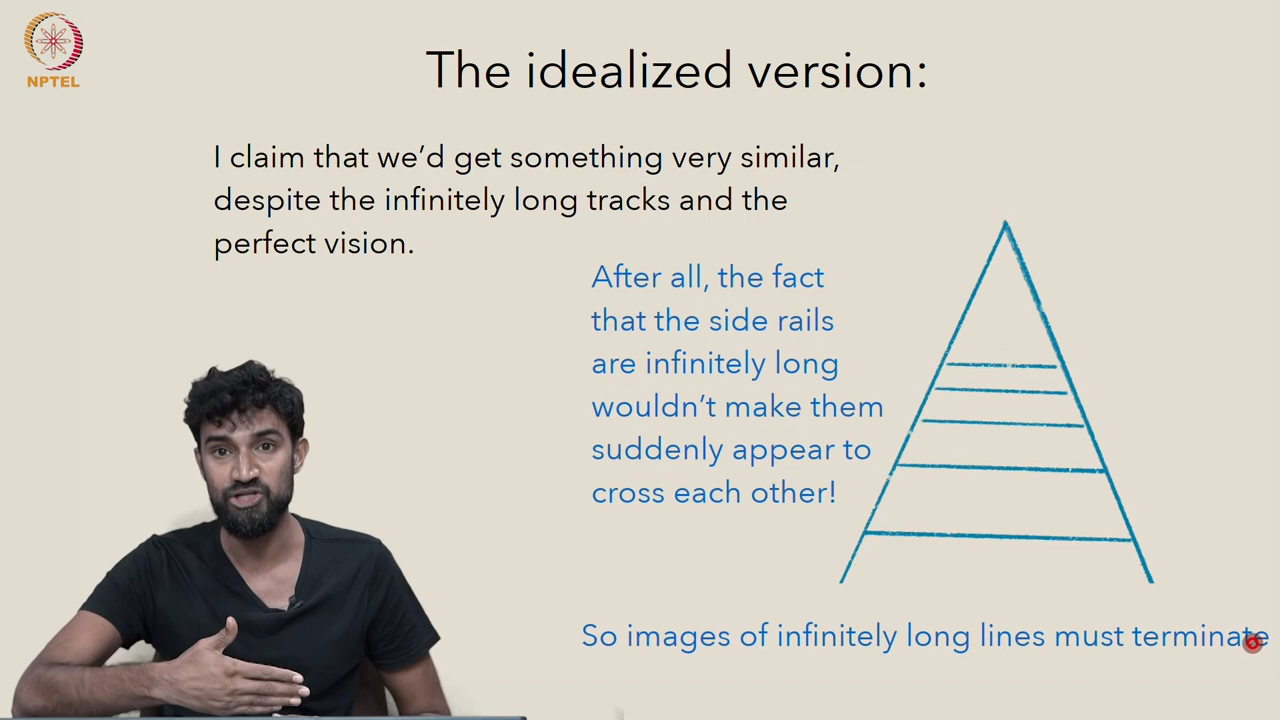 NPTEL
The idealized version:
I claim that we’d get something very similar,
despite the infinitely long tracks and the
perfect vision.
After all, the fact
that the side rails
are infinitely long
wouldn’t make them
suddenly appear to
cross each other!
So images of infinitely long lines must terminate